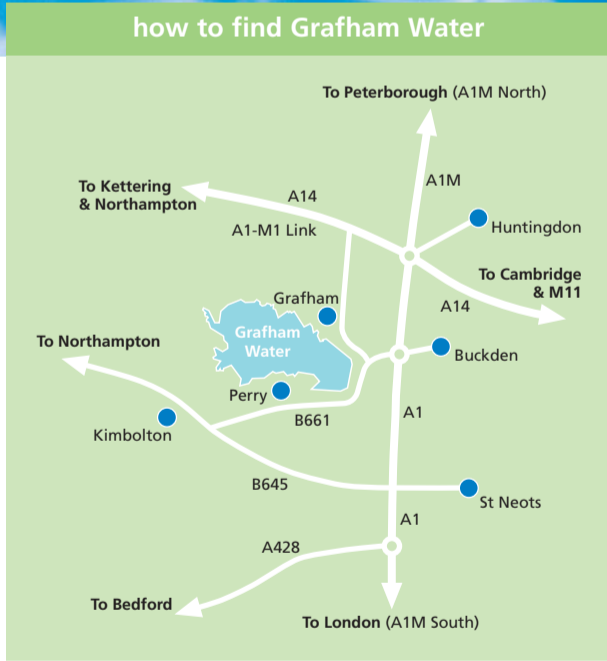 how to find Grafham Water
To Peterborough (A1M North)
A1M
To Kettering
& Northampton
A14
A1-M1 Link
Huntingdon
To Cambridge
& M11
A14
Grafham
Grafham
Water
To Northampton
Buckden
Perry
B661
A1
Kimbolton
B645
St Neots
A1
A428
To Bedford
To London (A1M South)